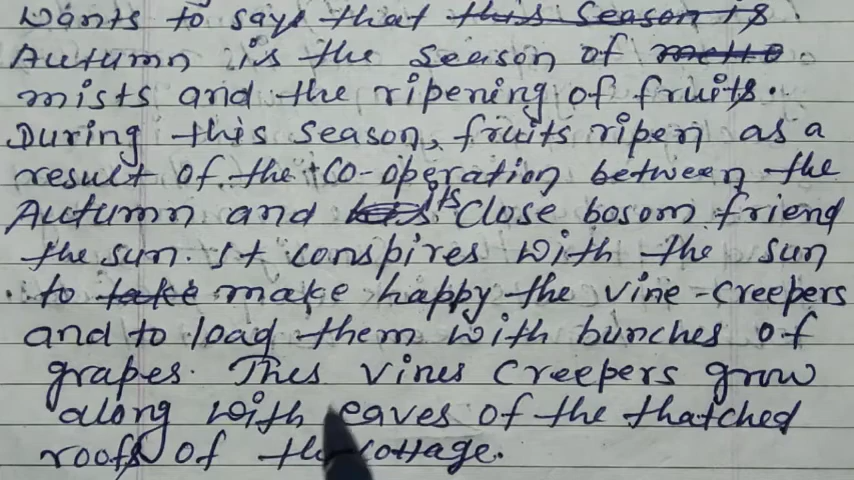 wants to says that this season is
Autumn is the season of metto
mists and the ripening of fruits.
During this season, fruits ripen as a
result of the co-operation between the
Autumn and its close bosom friend
the sun. It conspires with the sun
to take make happy the vine-creepers
and to load them with bunches of
grapes. Thes vines creepers grow
along with eaves of the thatched
roofs of the cottage.